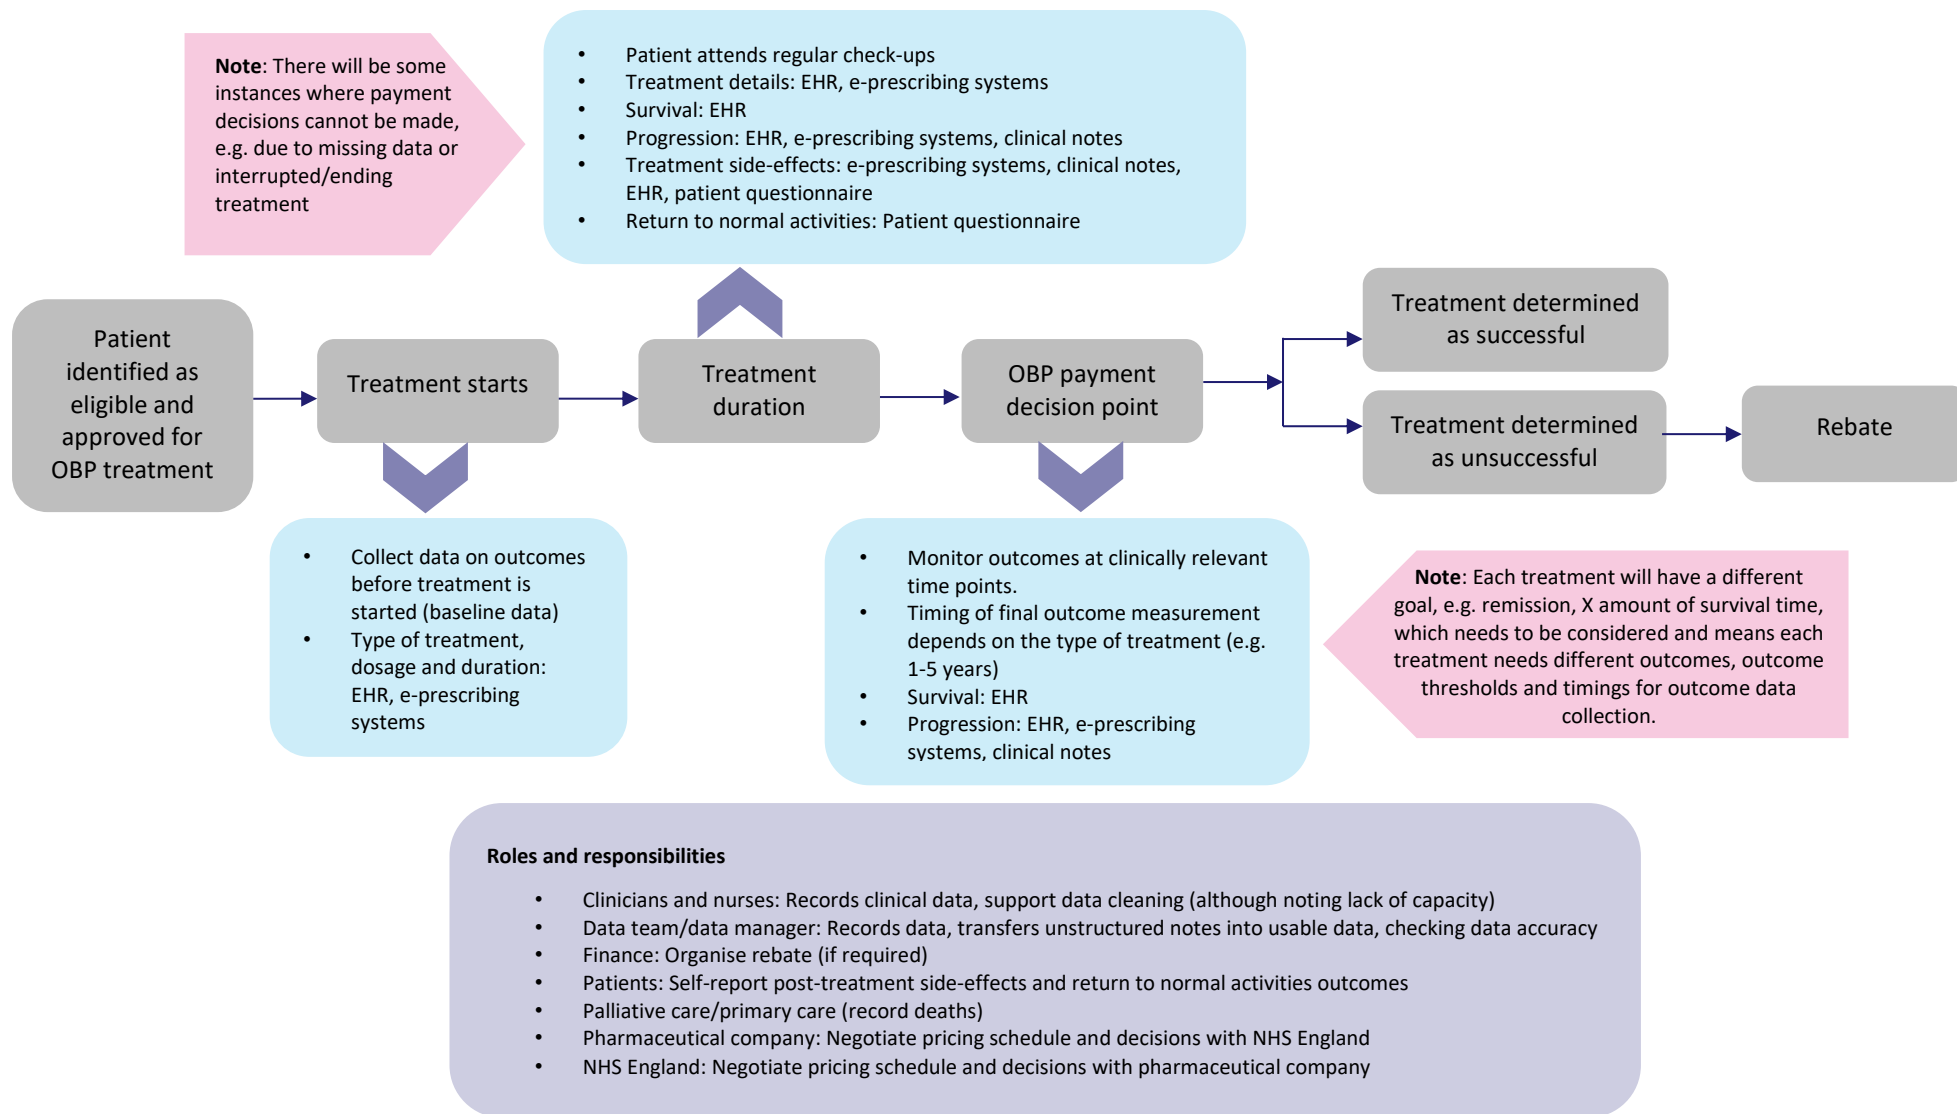 Note: There will be some
instances where payment
decisions cannot be made,
e.g. due to missing data or
interrupted/ending
treatment
• Patient attends regular check-ups
• Treatment details: EHR, e-prescribing systems
• Survival: EHR
• Progression: EHR, e-prescribing systems, clinical notes
• Treatment side-effects: e-prescribing systems, clinical notes,
EHR, patient questionnaire
• Return to normal activities: Patient questionnaire
Patient
identified as
eligible and
approved for
OBP treatment
Treatment starts
Treatment
duration
OBP payment
decision point
Treatment determined
as successful
Treatment determined
as unsuccessful
Rebate
• Collect data on outcomes
before treatment is
started (baseline data)
• Type of treatment,
dosage and duration:
EHR, e-prescribing
systems
• Monitor outcomes at clinically relevant
time points.
• Timing of final outcome measurement
depends on the type of treatment (e.g.
1-5 years)
• Survival: EHR
• Progression: EHR, e-prescribing
systems, clinical notes
Note: Each treatment will have a different
goal, e.g. remission, X amount of survival time,
which needs to be considered and means each
treatment needs different outcomes, outcome
thresholds and timings for outcome data
collection.
Roles and responsibilities
• Clinicians and nurses: Records clinical data, support data cleaning (although noting lack of capacity)
• Data team/data manager: Records data, transfers unstructured notes into usable data, checking data accuracy
• Finance: Organise rebate (if required)
• Patients: Self-report post-treatment side-effects and return to normal activities outcomes
• Palliative care/primary care (record deaths)
• Pharmaceutical company: Negotiate pricing schedule and decisions with NHS England
• NHS England: Negotiate pricing schedule and decisions with pharmaceutical company